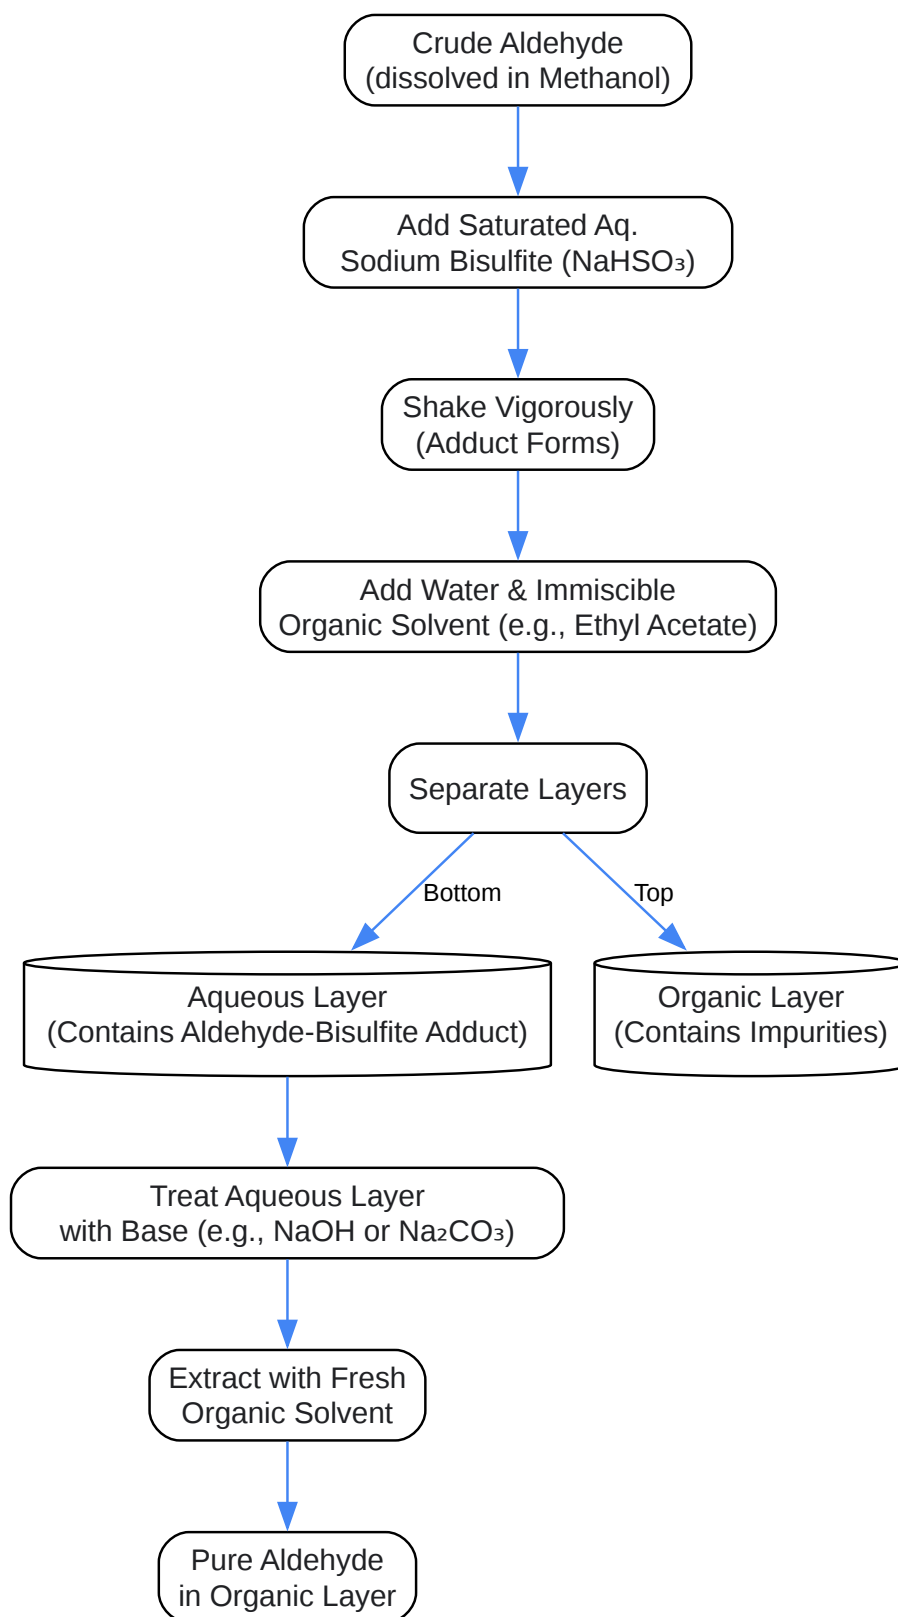 Crude Aldehyde
(dissolved in Methanol)
Add Saturated Aq.
Sodium Bisulfite (NaHSO₃)
Shake Vigorously
(Adduct Forms)
Add Water & Immiscible
Organic Solvent (e.g., Ethyl Acetate)
Separate Layers
Bottom
Top
Aqueous Layer
(Contains Aldehyde-Bisulfite Adduct)
Organic Layer
(Contains Impurities)
Treat Aqueous Layer
with Base (e.g., NaOH or Na₂CO₃)
Extract with Fresh
Organic Solvent
Pure Aldehyde
in Organic Layer